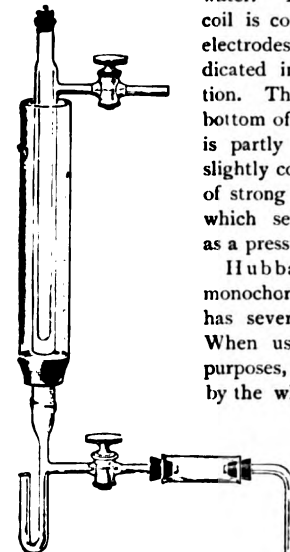 coil is co
electrodes
dicated in
tion. Th
bottom of
is partly
slightly co
of strong
which se
as a press
Hubba
monochor
has sever
When us
purposes,
by the w